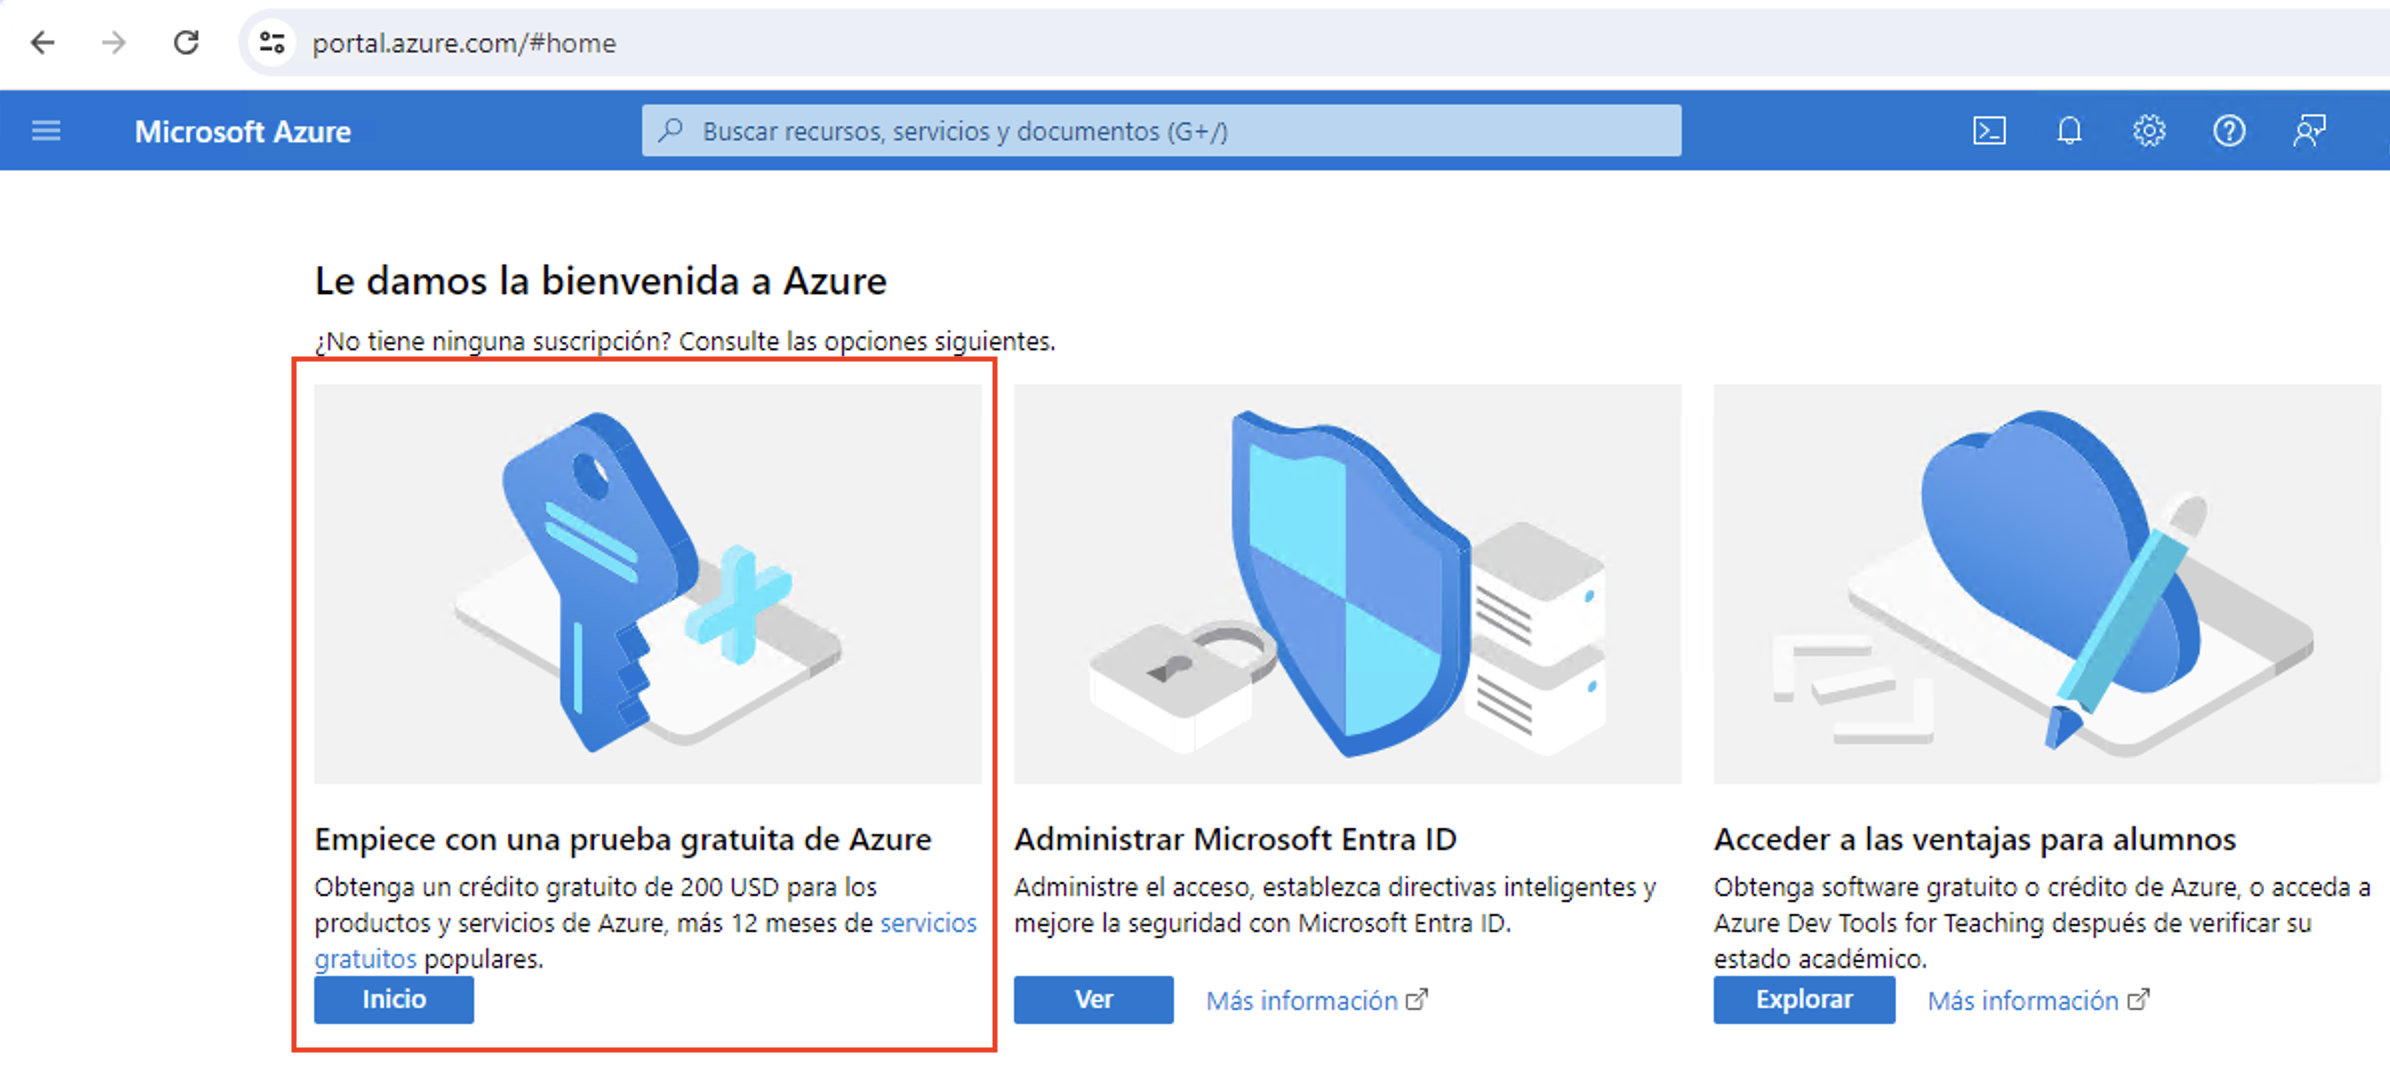 portal.azure.com/#home
Microsoft Azure
Buscar recursos, servicios y documentos (G+/)
Le damos la bienvenida a Azure
¿No tiene ninguna suscripción? Consulte las opciones siguientes.
Empiece con una prueba gratuita de Azure
Obtenga un crédito gratuito de 200 USD para los
productos y servicios de Azure, más 12 meses de servicios
gratuitos populares.
Inicio
Administrar Microsoft Entra ID
Administre el acceso, establezca directivas inteligentes y
mejore la seguridad con Microsoft Entra ID.
Ver
Más información
Acceder a las ventajas para alumnos
Obtenga software gratuito o crédito de Azure, o acceda a
Azure Dev Tools for Teaching después de verificar su
estado académico.
Explorar
Más información